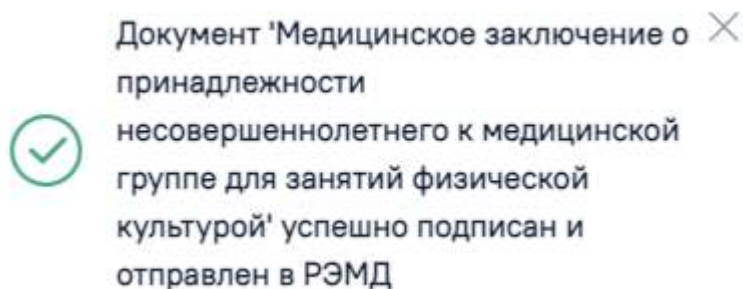 Документ 'Медицинское заключение о
принадлежности
несовершеннолетнего к медицинской
группе для занятий физической
культурой' успешно подписан и
отправлен в РЭМД